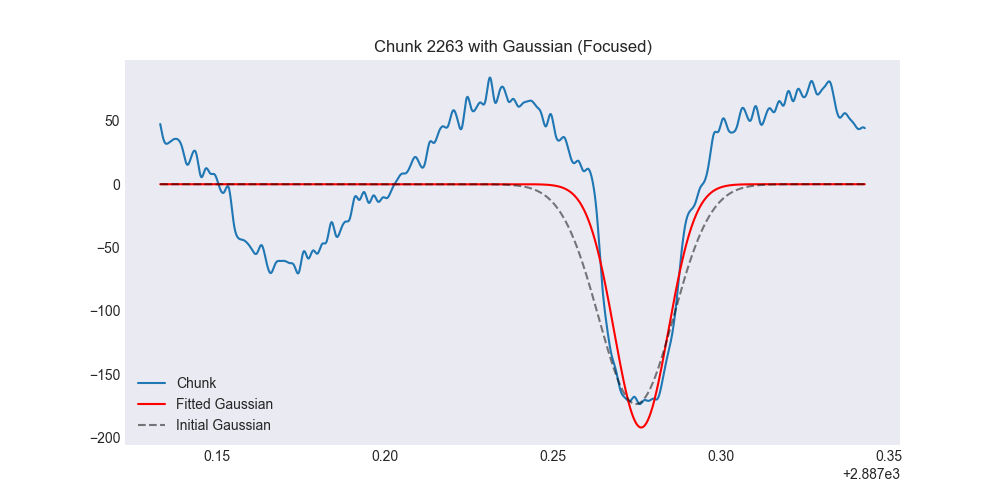 Chunk 2263 with Gaussian (Focused)
50
0
−50
−100
−150
−200
Chunk
Fitted Gaussian
Initial Gaussian
0.15 0.20 0.25 0.30 0.35
+2.887e3